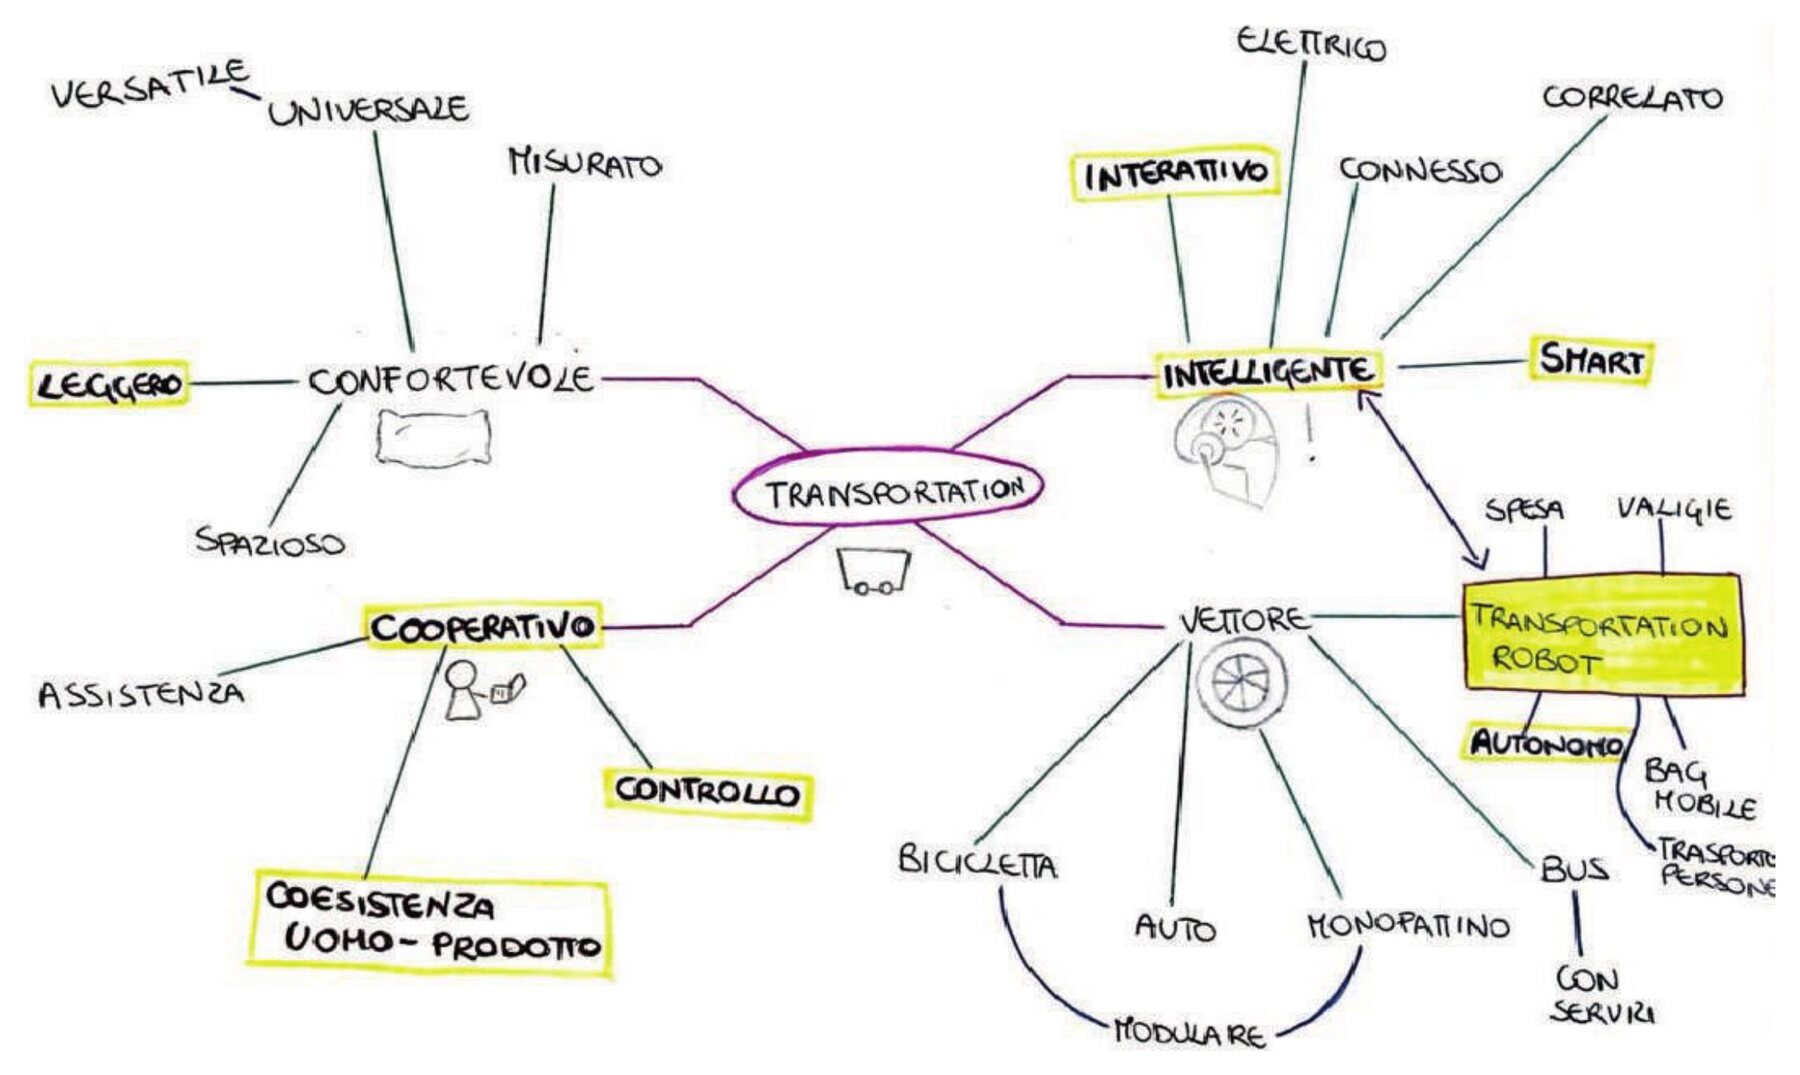 ELETTRICO
VERSATILE
UNIVERSALE
CORRELATO
MISURATO
INTERATTIVO
CONNESSO
LEGGERO
CONFORTEVOLE
INTELLIGENTE
SMART
!
TRANSPORTATION
SPESA
VALIGIE
SPAZIOSO
COOPERATIVO
VETTORE
TRANSPORTATION
ROBOT
ASSISTENZA
AUTONOMO
BAG
MOBILE
CONTROLLO
TRASPORTO
PERSONE
BICICLETTA
BUS
COESISTENZA
UOMO - PRODOTTO
AUTO
MONOPATTINO
CON
SERVIZI
MODULARE